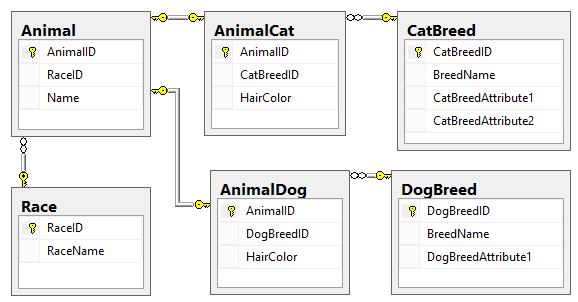 Animal
AnimalID
RaceID
Name
AnimalCat
AnimalID
CatBreedID
HairColor
CatBreed
CatBreedID
BreedName
CatBreedAttribute1
CatBreedAttribute2
Race
RaceID
RaceName
AnimalDog
AnimalID
DogBreedID
HairColor
DogBreed
DogBreedID
BreedName
DogBreedAttribute1